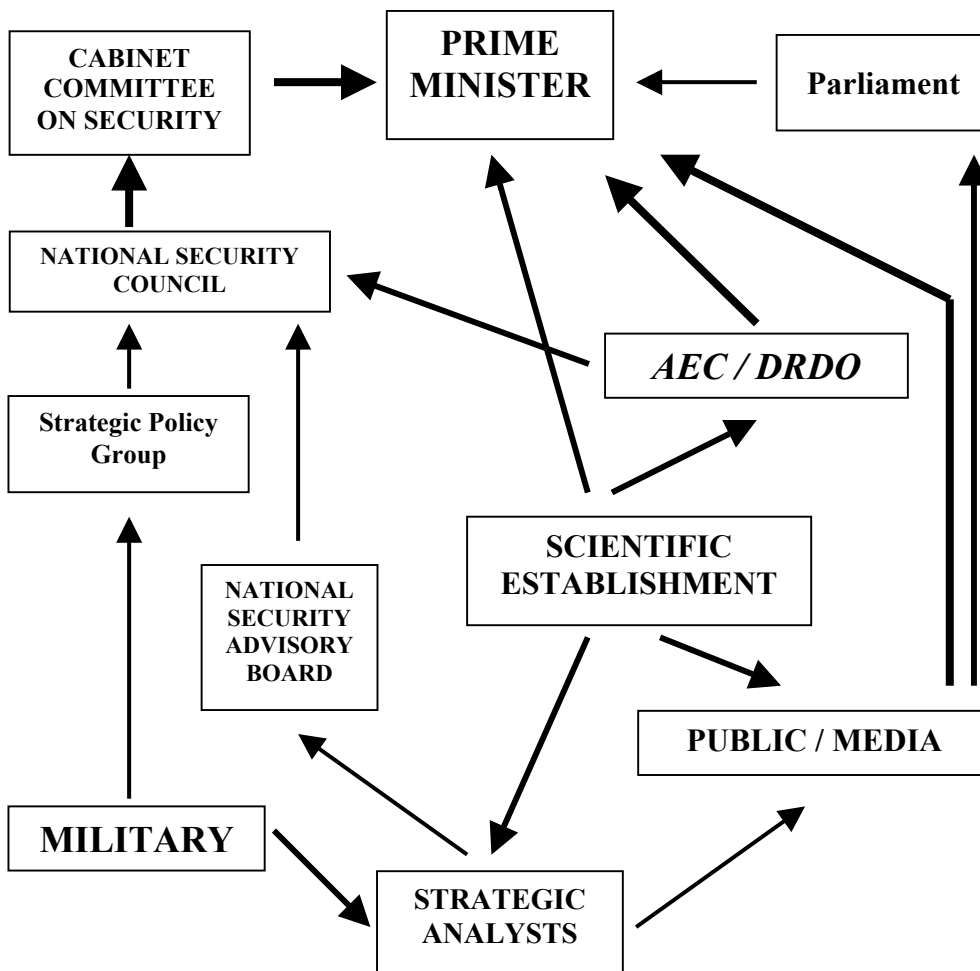 CABINET
COMMITTEE
ON SECURITY
PRIME
MINISTER
Parliament
NATIONAL SECURITY
COUNCIL
AEC / DRDO
Strategic Policy
Group
SCIENTIFIC
ESTABLISHMENT
NATIONAL
SECURITY
ADVISORY
BOARD
PUBLIC / MEDIA
MILITARY
STRATEGIC
ANALYSTS